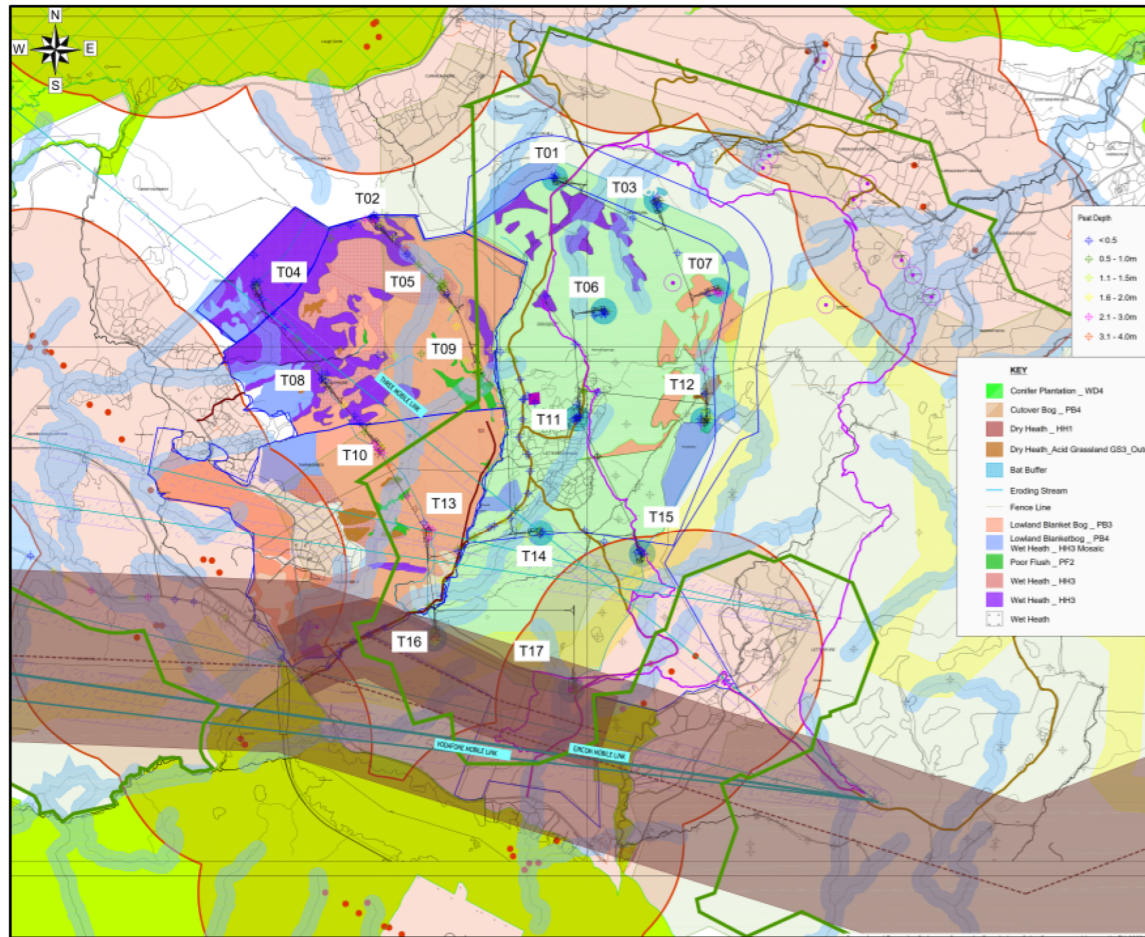 N
W E
S
T01
T03
T02
T04
T05
T07
T06
T09
T08
THREE MOBILE LINK
T12
T11
T10
T13
T15
T14
T16
T17
VODAFONE MOBILE LINK
EMCON MOBILE LINK
Peat Depth
<0.5
0.5 - 1.0m
1.1 - 1.5m
1.6 - 2.0m
2.1 - 3.0m
3.1 - 4.0m
KEY
Conifer Plantation _ WD4
Cutover Bog _ PB4
Dry Heath _ HH1
Dry Heath_Acid Grassland GS3_Out
Bat Buffer
Eroding Stream
Fence Line
Lowland Blanket Bog _ PB3
Lowland Blanketbog _ PB4
Wet Heath _ HH3 Mosaic
Poor Flush _ PF2
Wet Heath _ HH3
Wet Heath _ HH3
Wet Heath